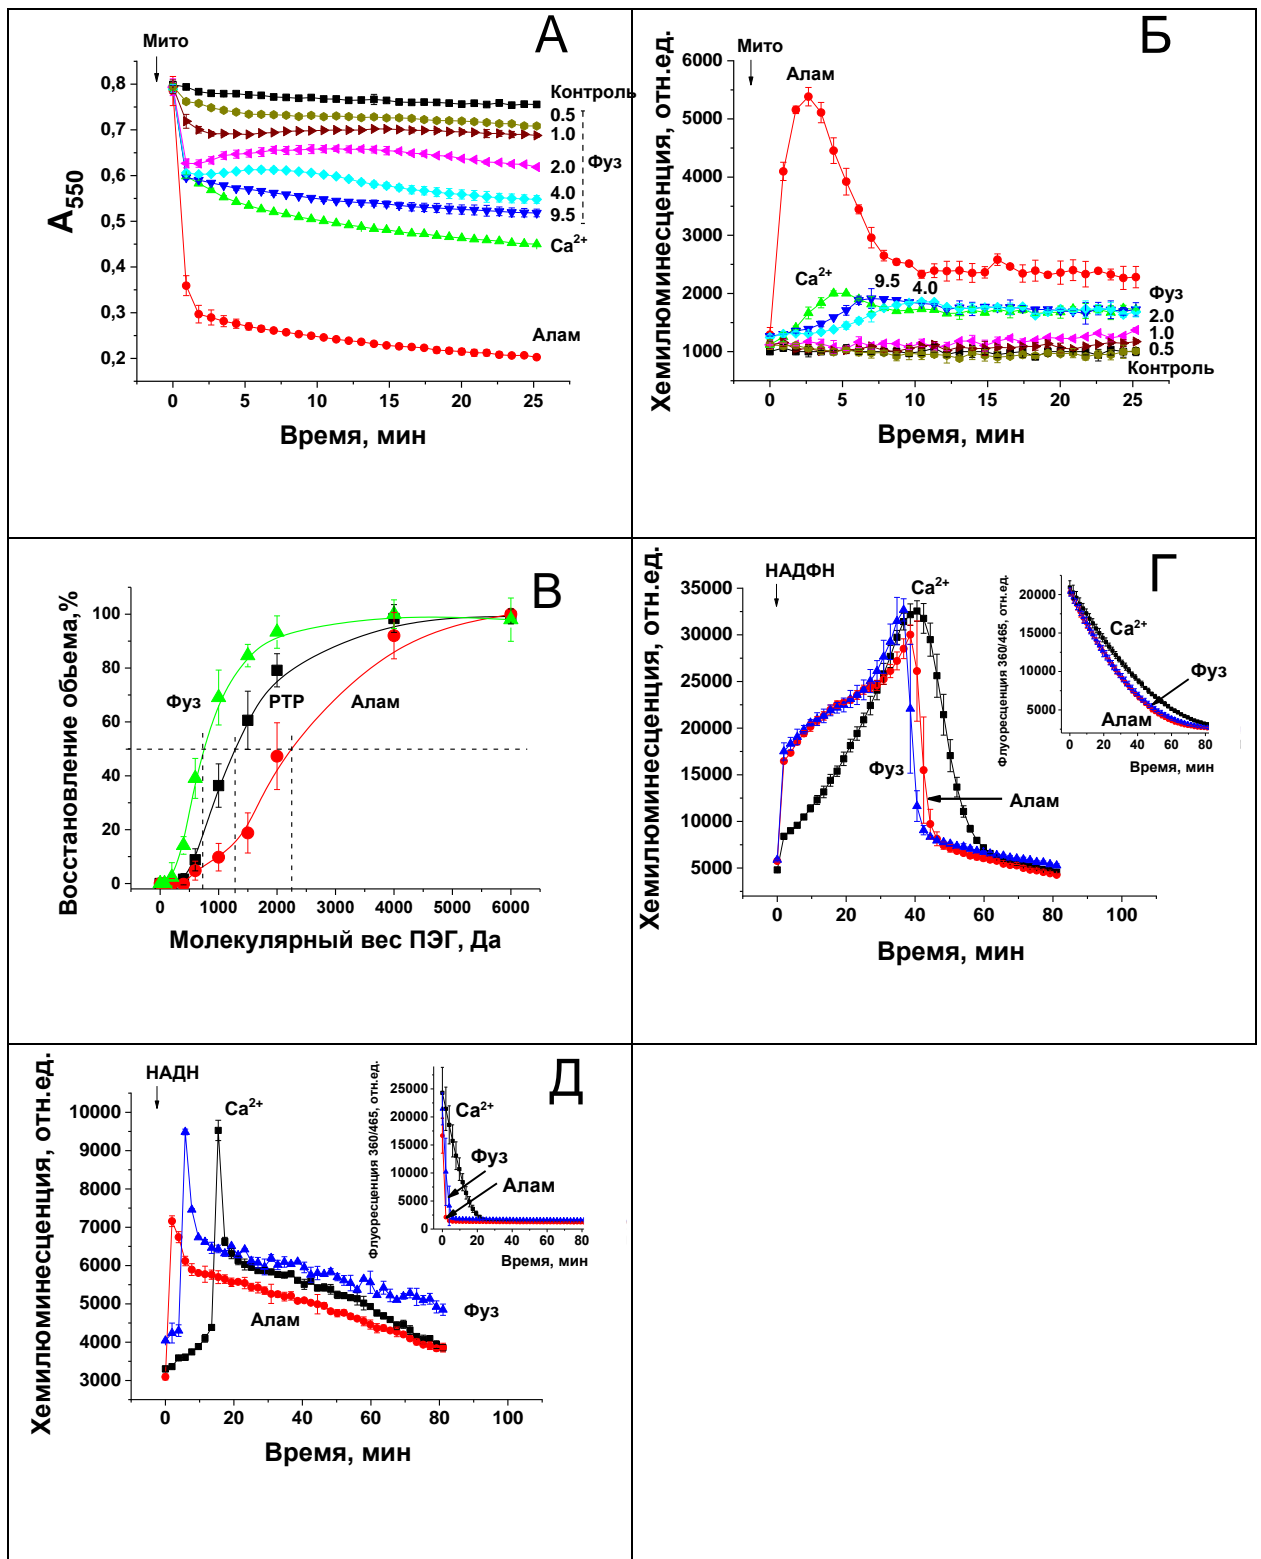 А
Мито
0,8
0,7
0,6
0,5
0,4
0,3
0,2
A550
Контроль
0.5
1.0
2.0
4.0
9.5
Фуз
Ca2+
Алам
0 5 10 15 20 25
Время, мин
Б
Мито
Алам
6000
5000
4000
3000
2000
1000
Хемилюминесценция, отн.ед.
Ca2+
9.5
4.0
Фуз
2.0
1.0
0.5
Контроль
0 5 10 15 20 25
Время, мин
В
100
80
60
40
20
0
Восстановление обьема,%
Фуз
PTP
Алам
0 1000 2000 3000 4000 5000 6000
Молекулярный вес ПЭГ, Да
Г
НАДФН
Ca2+
35000
30000
25000
20000
15000
10000
5000
Хемилюминесценция, отн.ед.
Фуз
Алам
0 20 40 60 80 100
Время, мин
20000
15000
10000
5000
Флуоресценция 360/465, отн.ед.
Ca2+
Фуз
Алам
0 20 40 60 80
Время, мин
Д
НАДН
Ca2+
10000
9000
8000
7000
6000
5000
4000
3000
Хемилюминесценция, отн.ед.
Алам
Фуз
0 20 40 60 80 100
Время, мин
25000
20000
15000
10000
5000
0
Флуоресценция 360/465, отн.ед.
Ca2+
Фуз
Алам
0 20 40 60 80
Время, мин